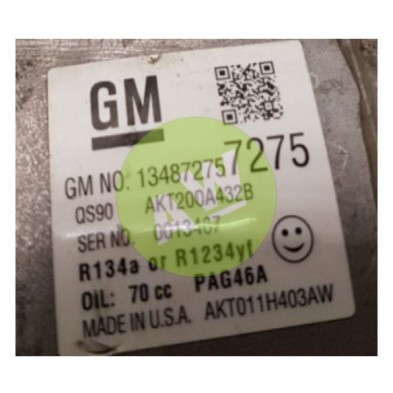 GM
GM NO: 13487275 7275
QS90 AKT200A432B
SER NO. 0013407
R134a or R1234yf
OIL: 70 cc PAG46A
MADE IN U.S.A. AKT011H403AW